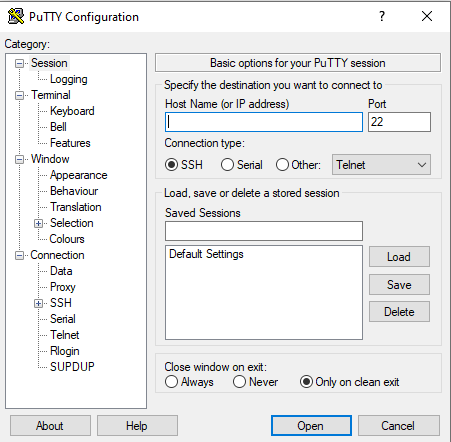 PuTTY Configuration
?
Category:
Session
Logging
Terminal
Keyboard
Bell
Features
Window
Appearance
Behaviour
Translation
Selection
Colours
Connection
Data
Proxy
SSH
Serial
Telnet
Rlogin
SUPDUP
Basic options for your PuTTY session
Specify the destination you want to connect to
Host Name (or IP address) Port
22
Connection type:
SSH Serial Other: Telnet
Load, save or delete a stored session
Saved Sessions
Default Settings
Load
Save
Delete
Close window on exit:
Always Never Only on clean exit
About Help Open Cancel